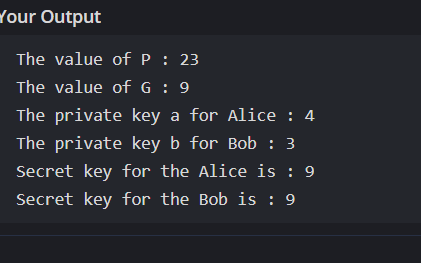 Your Output
The value of P : 23
The value of G : 9
The private key a for Alice : 4
The private key b for Bob : 3
Secret key for the Alice is : 9
Secret key for the Bob is : 9